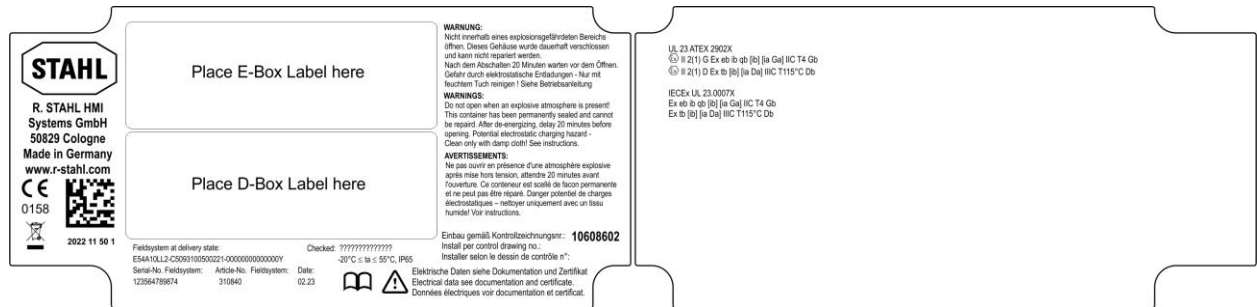 STAHL
R. STAHL HMI
Systems GmbH
50829 Cologne
Made in Germany
www.r-stahl.com
CE
0158
2022 11 50 1
Place E-Box Label here
Place D-Box Label here
Fieldsystem at delivery state:
E54A10LL2-C5093100500221-00000000000000Y
Serial-No. Fieldsystem: Article-No. Fieldsystem: Date:
123564789874 310840 02.23
Checked: ??????????????
-20°C ≤ ta ≤ 55°C, IP65
WARNUNG:
Nicht innerhalb eines explosionsgefährdeten Bereichs
öffnen. Dieses Gehäuse wurde dauerhaft verschlossen
und kann nicht repariert werden.
Nach dem Abschalten 20 Minuten warten vor dem Öffnen.
Gefahr durch elektrostatische Entladungen - Nur mit
feuchtem Tuch reinigen ! Siehe Betriebsanleitung
WARNINGS:
Do not open when an explosive atmosphere is present!
This container has been permanently sealed and cannot
be repaird. After de-energizing, delay 20 minutes before
opening. Potential electrostatic charging hazard -
Clean only with damp cloth! See instructions.
AVERTISSEMENTS:
Ne pas ouvrir en présence d'une atmosphère explosive
après mise hors tension, attendre 20 minutes avant
l'ouverture. Ce conteneur est scellé de facon permanente
et ne peut pas être réparé. Danger potentiel de charges
électrostatiques – nettoyer uniquement avec un tissu
humide! Voir instructions.
Einbau gemäß Kontrollzeichnungsnr.: 10608602
Install per control drawing no.:
Installer selon le dessin de contrôle n°:
Elektrische Daten siehe Dokumentation und Zertifikat
Electrical data see documentation and certificate.
Données électriques voir documentation et certificat.
UL 23 ATEX 2902X
Ex II 2(1) G Ex eb ib qb [ib] [ia Ga] IIC T4 Gb
Ex II 2(1) D Ex tb [ib] [ia Da] IIIC T115°C Db
IECEx UL 23.0007X
Ex eb ib qb [ib] [ia Ga] IIC T4 Gb
Ex tb [ib] [ia Da] IIIC T115°C Db